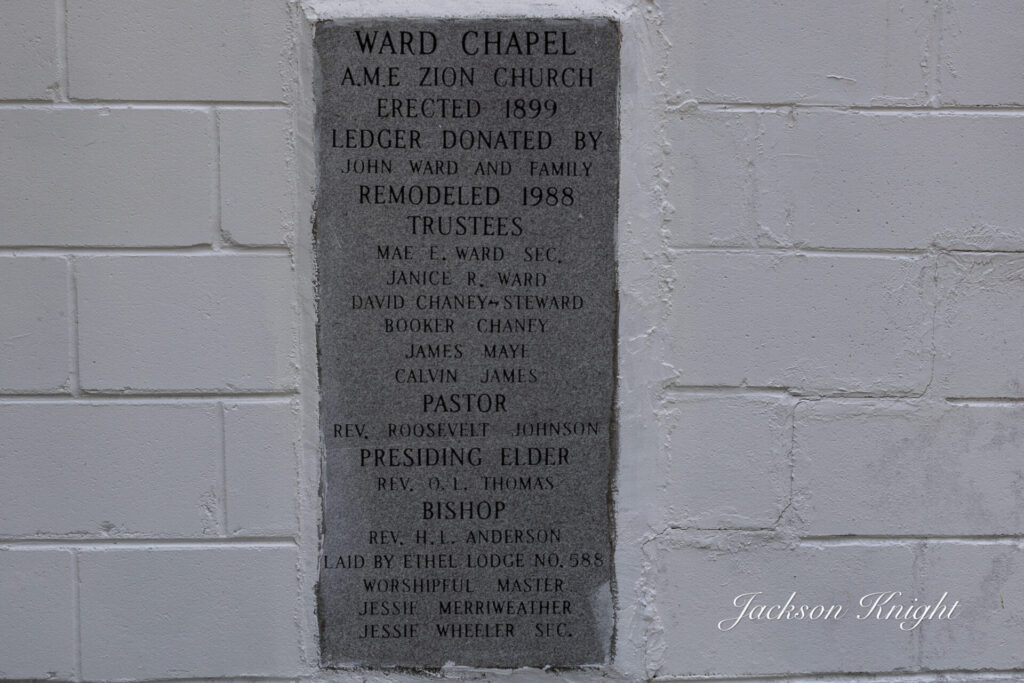 WARD CHAPEL
A.M.E ZION CHURCH
ERECTED 1899
LEDGER DONATED BY
JOHN WARD AND FAMILY
REMODELED 1988
TRUSTEES
MAE E. WARD SEC.
JANICE R. WARD
DAVID CHANEY~STEWARD
BOOKER CHANEY
JAMES MAYE
CALVIN JAMES
PASTOR
REV. ROOSEVELT JOHNSON
PRESIDING ELDER
REV. O.L. THOMAS
BISHOP
REV. H.L. ANDERSON
LAID BY ETHEL LODGE NO. 588
WORSHIPFUL MASTER
JESSIE MERRIWEATHER
JESSIE WHEELER SEC.
Jackson Knight